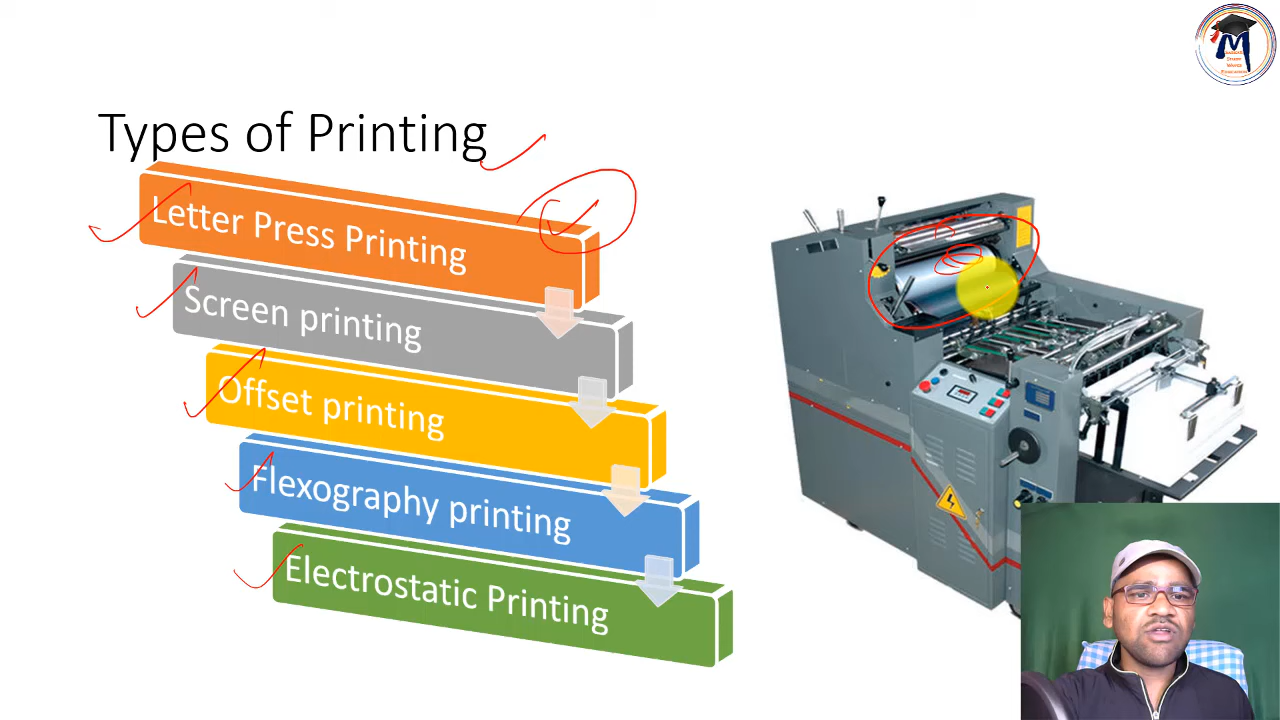 Types of Printing
Letter Press Printing
Screen printing
Offset printing
Flexography printing
Electrostatic Printing
M